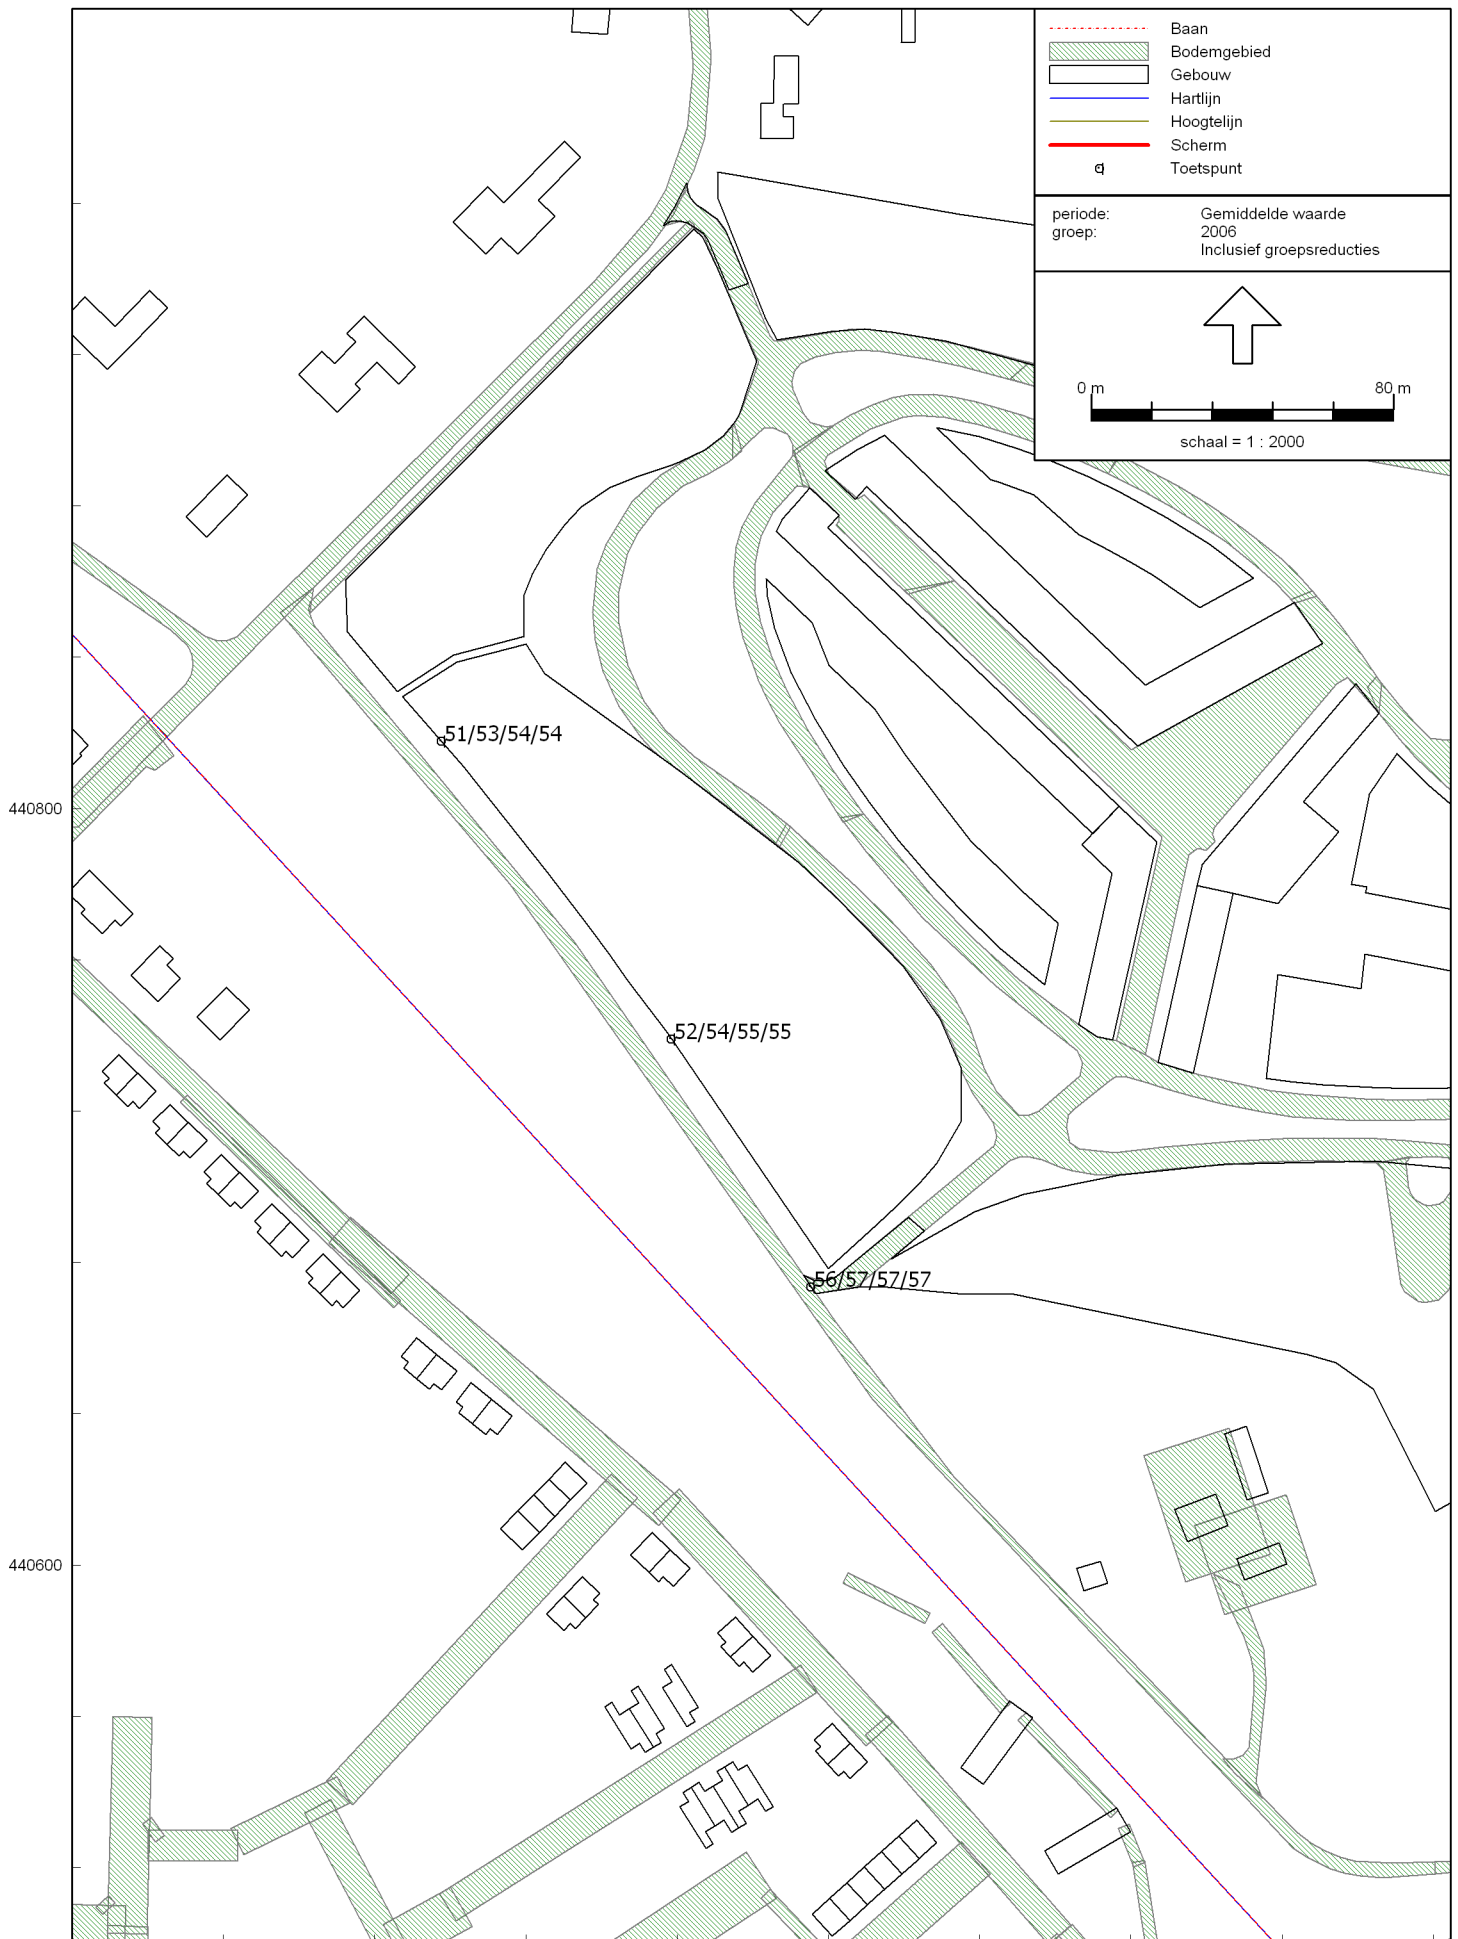 Baan
Bodemgebied
Gebouw
Hartlijn
Hoogtelijn
Scherm
Toetspunt
periode: Gemiddelde waarde
groep: 2006
Inclusief groepsreducties
0 m 80 m
schaal = 1 : 2000
51/53/54/54
440800
52/54/55/55
56/57/57/57
440600